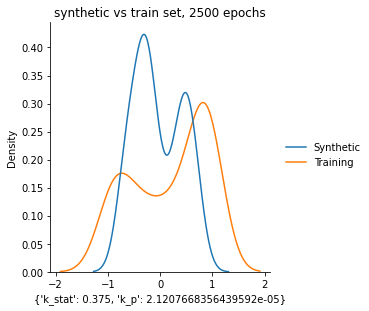 synthetic vs train set, 2500 epochs
0.40
0.35
0.30
0.25
0.20
0.15
0.10
0.05
0.00
Density
−2
−1
0
1
2
{'k_stat': 0.375, 'k_p': 2.1207668356439592e-05}
Synthetic
Training